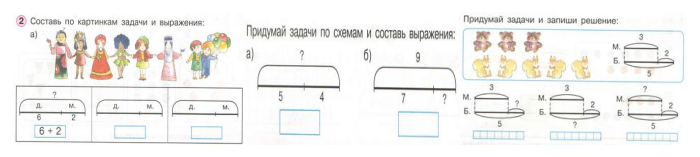 2 Составь по картинкам задачи и выражения:
а)
?
д. м.
6 2
6 + 2
д. м.
д. м.
Придумай задачи по схемам и составь выражения:
а) б)
?
5 4
9
7 ?
Придумай задачи и запиши решение:
3
М.
2
Б.
5
3
М.
?
Б.
5
3
М.
2
Б.
?
?
М.
2
Б.
5